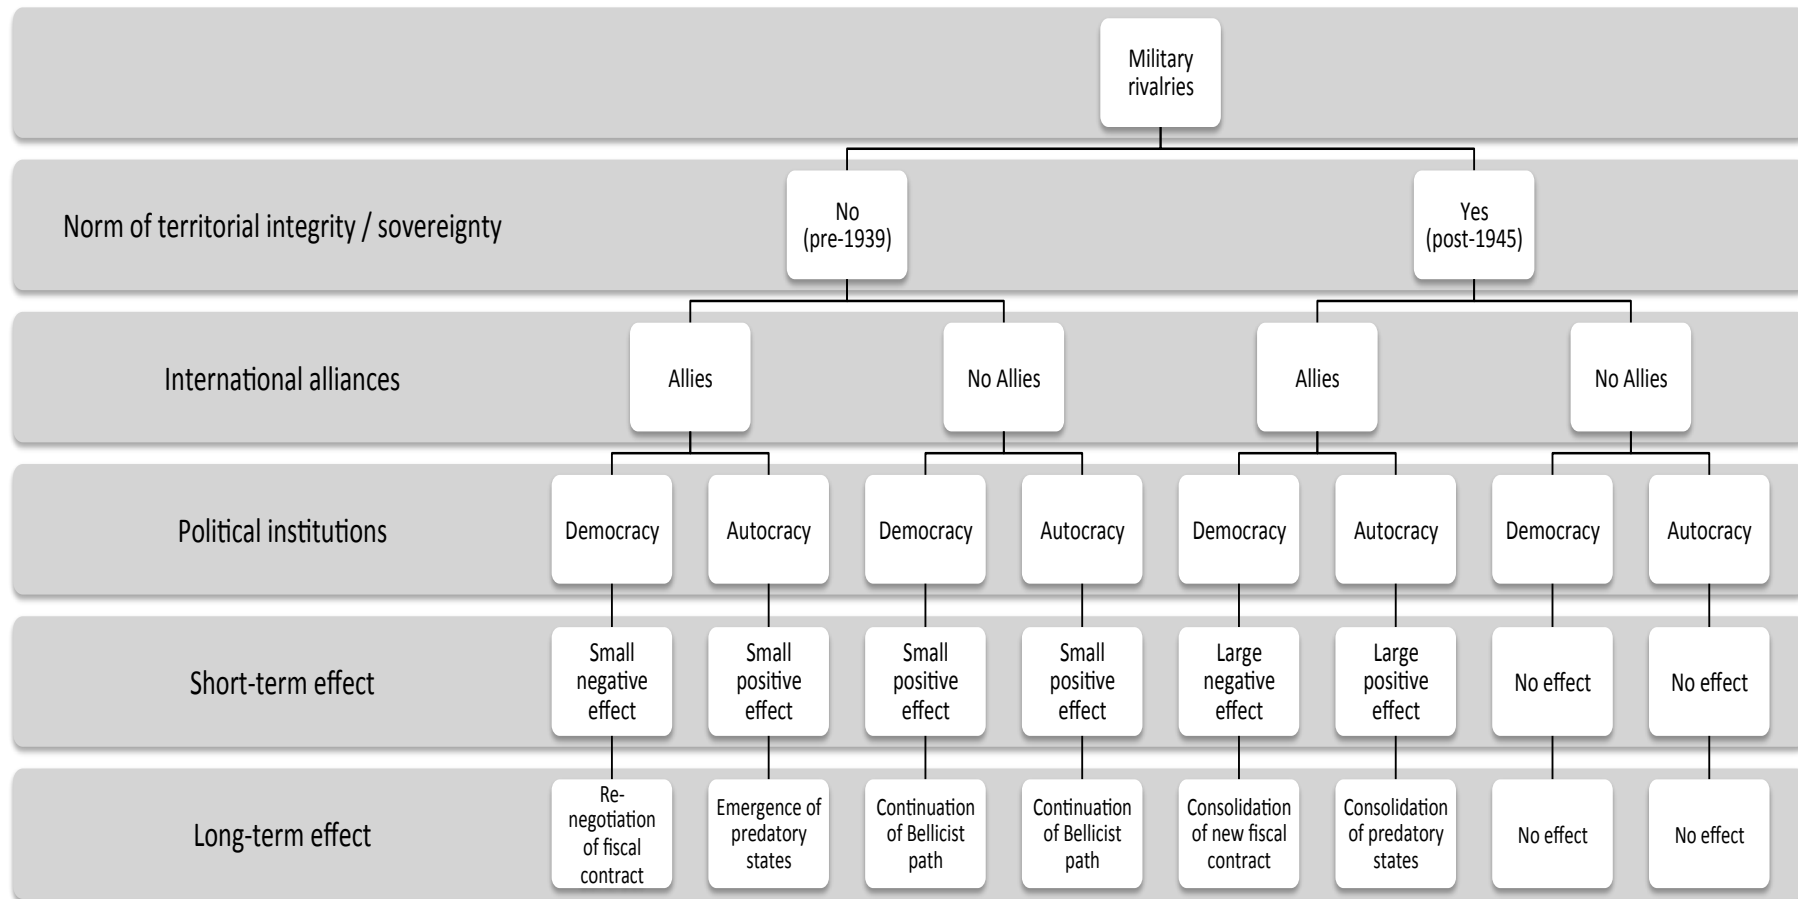 Military
rivalries
Norm of territorial integrity / sovereignty
No
(pre-1939)
Yes
(post-1945)
International alliances
Allies
No Allies
Allies
No Allies
Political institutions
Democracy
Autocracy
Democracy
Autocracy
Democracy
Autocracy
Democracy
Autocracy
Short-term effect
Small
negative
effect
Small
positive
effect
Small
positive
effect
Small
positive
effect
Large
negative
effect
Large
positive
effect
No effect
No effect
Long-term effect
Re-
negotiation
of fiscal
contract
Emergence of
predatory
states
Continuation
of Bellicist
path
Continuation
of Bellicist
path
Consolidation
of new fiscal
contract
Consolidation
of predatory
states
No effect
No effect